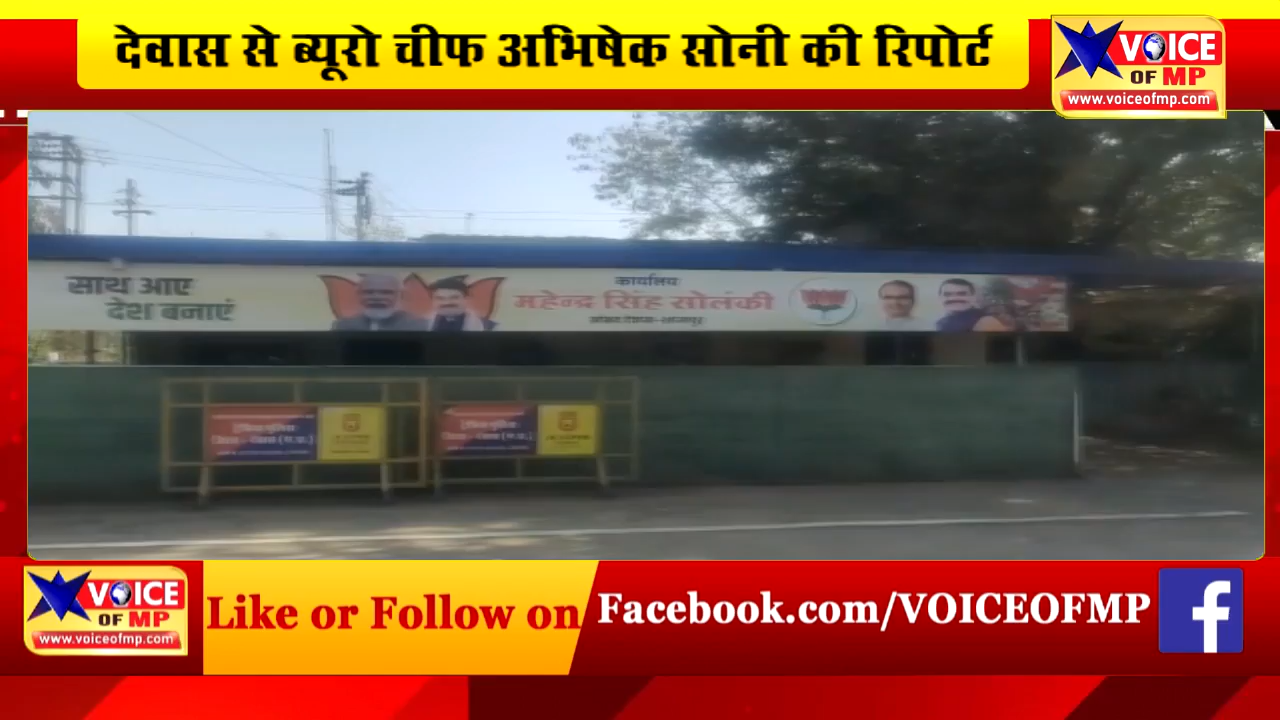 देवास से ब्यूरो चीफ अभिषेक सोनी की रिपोर्ट
VOICE
OF MP
www.voiceofmp.com
साथ आए
देश बनाएं
कार्यालय
महेन्द्र सिंह सोलंकी
VOICE
OF MP
www.voiceofmp.com
Like or Follow on
Facebook.com/VOICEOFMP